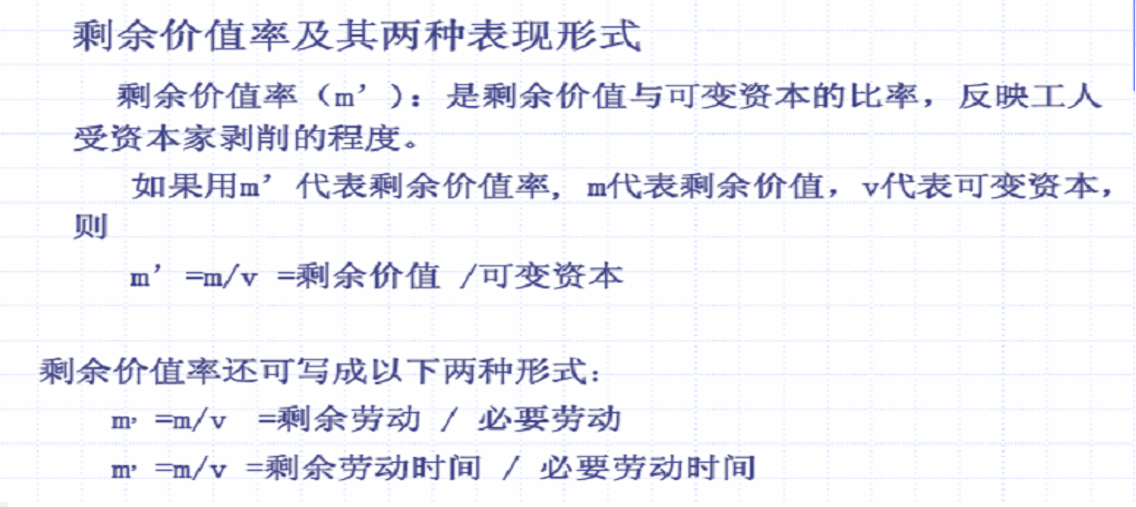 剩余价值率及其两种表现形式
剩余价值率（m’）：是剩余价值与可变资本的比率，反映工人
受资本家剥削的程度。
如果用m’代表剩余价值率, m代表剩余价值，v代表可变资本，
则
m’ =m/v =剩余价值 /可变资本
剩余价值率还可写成以下两种形式：
m, =m/v =剩余劳动 / 必要劳动
m, =m/v =剩余劳动时间 / 必要劳动时间